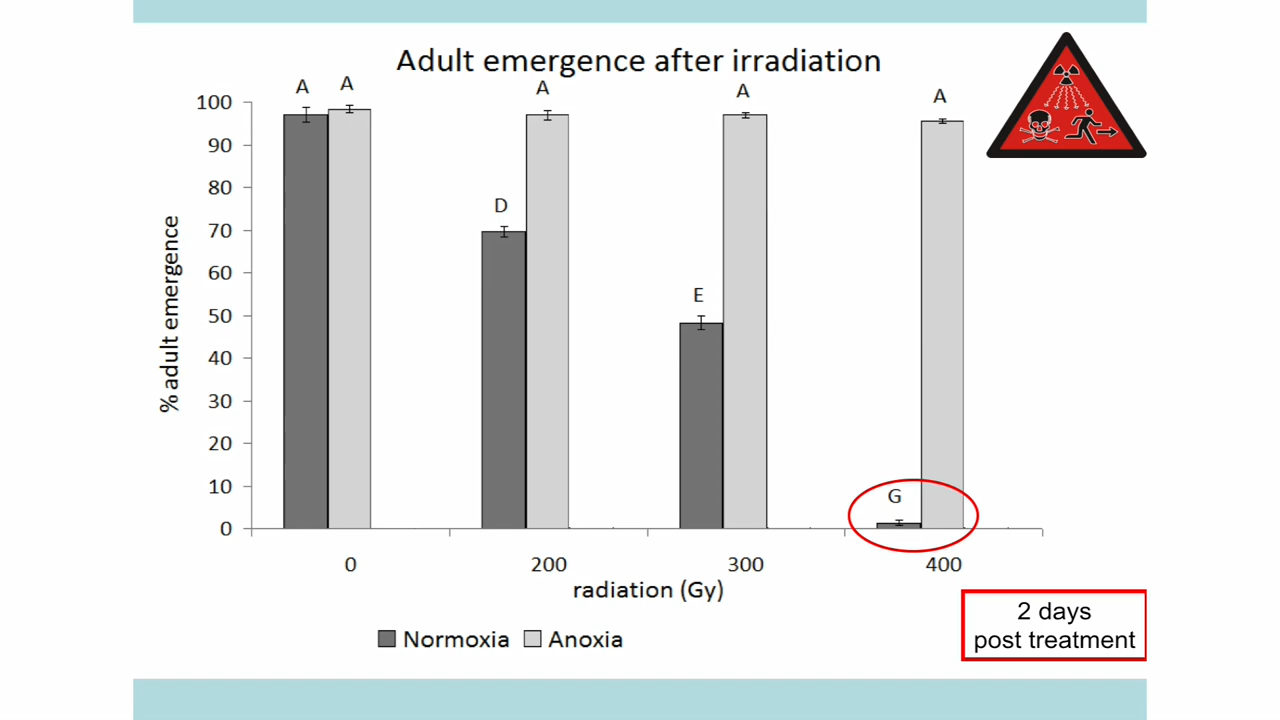 Adult emergence after irradiation
A A A A A
100
90
80
70
60
50
40
30
20
10
0
% adult emergence
D
E
G
0 200 300 400
radiation (Gy)
Normoxia Anoxia
2 days
post treatment